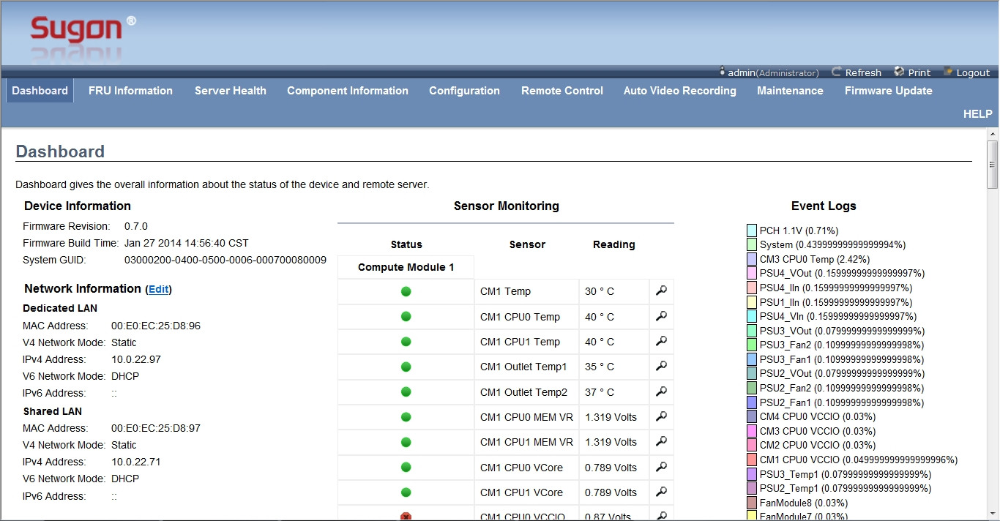 Sugon®
admin(Administrator) Refresh Print Logout
Dashboard FRU Information Server Health Component Information Configuration Remote Control Auto Video Recording Maintenance Firmware Update
HELP
Dashboard
Dashboard gives the overall information about the status of the device and remote server.
Device Information
Firmware Revision: 0.7.0
Firmware Build Time: Jan 27 2014 14:56:40 CST
System GUID: 03000200-0400-0500-0006-000700080009
Network Information (Edit)
Dedicated LAN
MAC Address: 00:E0:EC:25:D8:96
V4 Network Mode: Static
IPv4 Address: 10.0.22.97
V6 Network Mode: DHCP
IPv6 Address: ::
Shared LAN
MAC Address: 00:E0:EC:25:D8:97
V4 Network Mode: Static
IPv4 Address: 10.0.22.71
V6 Network Mode: DHCP
IPv6 Address: ::
Sensor Monitoring
Status Sensor Reading
Compute Module 1
CM1 Temp 30 ° C
CM1 CPU0 Temp 40 ° C
CM1 CPU1 Temp 40 ° C
CM1 Outlet Temp1 35 ° C
CM1 Outlet Temp2 37 ° C
CM1 CPU0 MEM VR 1.319 Volts
CM1 CPU1 MEM VR 1.319 Volts
CM1 CPU0 VCore 0.789 Volts
CM1 CPU1 VCore 0.789 Volts
CM1 CPU0 VCCIO 0.87 Volts
Event Logs
PCH 1.1V (0.71%)
System (0.43999999999999994%)
CM3 CPU0 Temp (2.42%)
PSU4_VOut (0.15999999999999997%)
PSU4_IIn (0.15999999999999997%)
PSU1_IIn (0.15999999999999997%)
PSU4_VIn (0.15999999999999997%)
PSU3_VOut (0.07999999999999999%)
PSU3_Fan2 (0.10999999999999998%)
PSU3_Fan1 (0.10999999999999998%)
PSU2_VOut (0.07999999999999999%)
PSU2_Fan2 (0.10999999999999998%)
PSU2_Fan1 (0.10999999999999998%)
CM4 CPU0 VCCIO (0.03%)
CM3 CPU0 VCCIO (0.03%)
CM2 CPU0 VCCIO (0.03%)
CM1 CPU0 VCCIO (0.049999999999999996%)
PSU3_Temp1 (0.07999999999999999%)
PSU2_Temp1 (0.07999999999999999%)
FanModule8 (0.03%)
FanModule7 (0.03%)